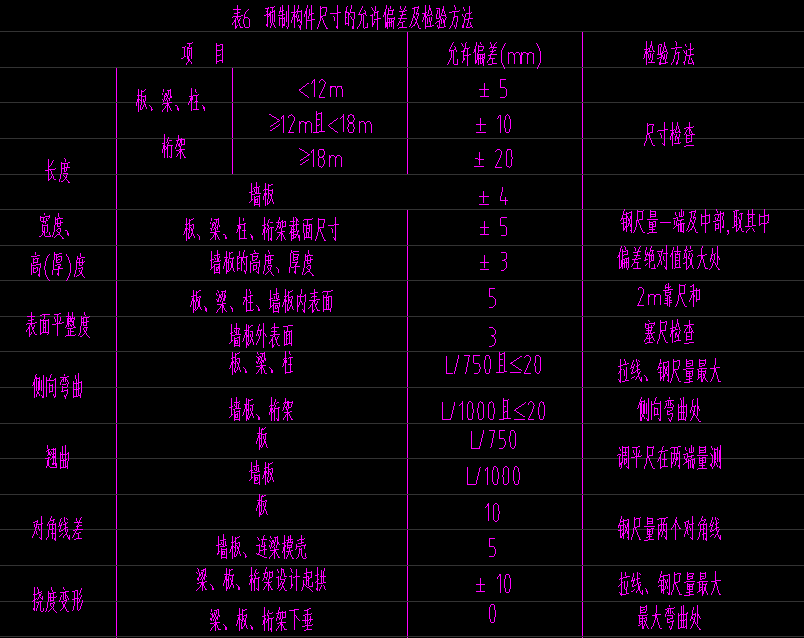 表6 预制构件尺寸的允许偏差及检验方法
项 目 允许偏差(mm) 检验方法
板、梁、柱、 <12m ±5
≥12m且<18m ±10 尺寸检查
桁架 ≥18m ±20
长度
墙板 ±4
宽度、 板、梁、柱、桁架截面尺寸 ±5 钢尺量一端及中部,取其中
高(厚)度 墙板的高度、厚度 ±3 偏差绝对值较大处
板、梁、柱、墙板内表面 5 2m靠尺和
表面平整度
墙板外表面 3 塞尺检查
板、梁、柱 L/750且≤20 拉线、钢尺量最大
侧向弯曲
墙板、桁架 L/1000且≤20 侧向弯曲处
板 L/750
翘曲 调平尺在两端量测
墙板 L/1000
板 10
对角线差 钢尺量两个对角线
墙板、连梁模壳 5
梁、板、桁架设计起拱 ±10 拉线、钢尺量最大
挠度变形
梁、板、桁架下垂 0 最大弯曲处